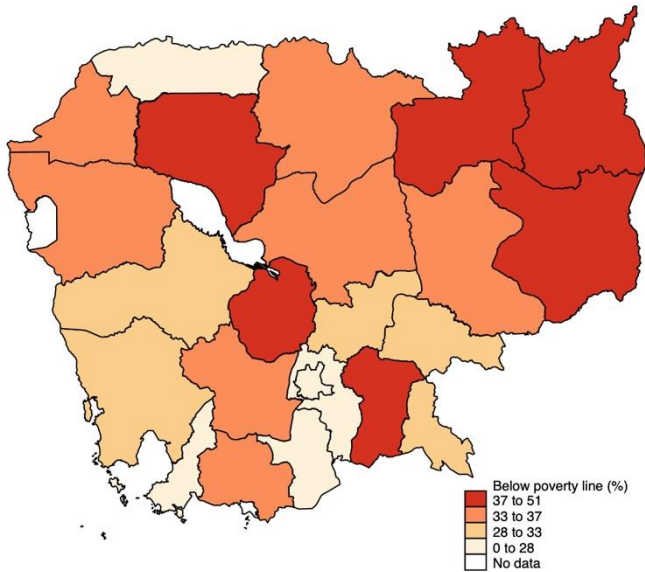 Below poverty line (%)
37 to 51
33 to 37
28 to 33
0 to 28
No data